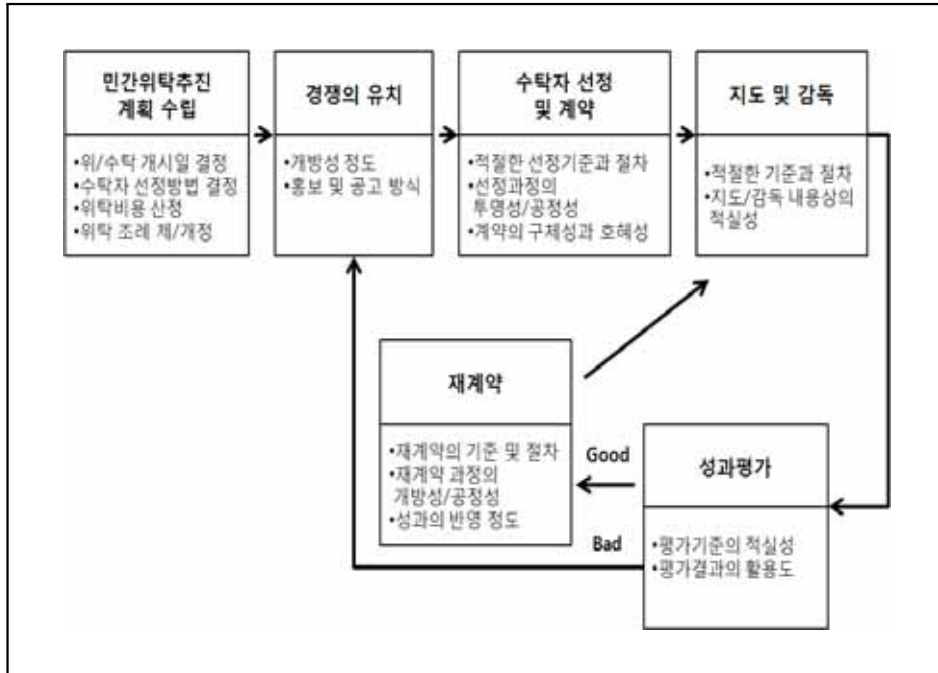 민간위탁추진
계획 수립
•위/수탁 개시일 결정
•수탁자 선정방법 결정
•위탁비용 산정
•위탁 조례 제/개정
경쟁의 유치
•개방성 정도
•홍보 및 공고 방식
수탁자 선정
및 계약
•적절한 선정기준과 절차
•선정과정의
투명성/공정성
•계약의 구체성과 호혜성
지도 및 감독
•적절한 기준과 절차
•지도/감독 내용상의
적실성
재계약
•재계약의 기준 및 절차
•재계약 과정의
개방성/공정성
•성과의 반영 정도
Good
Bad
성과평가
•평가기준의 적실성
•평가결과의 활용도